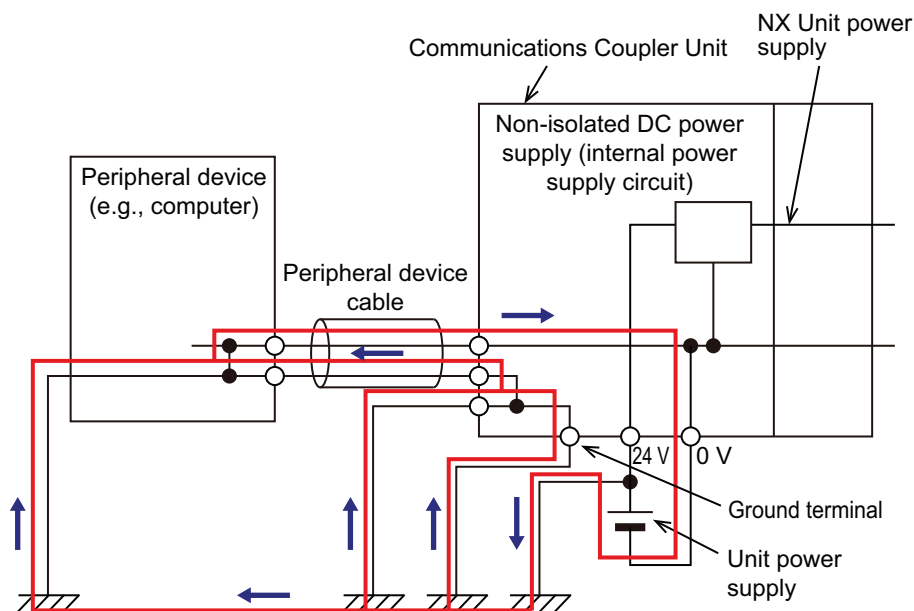 NX Unit power
supply
Communications Coupler Unit
Non-isolated DC power
supply (internal power
supply circuit)
Peripheral device
(e.g., computer)
Peripheral device
cable
24 V
0 V
Ground terminal
Unit power
supply